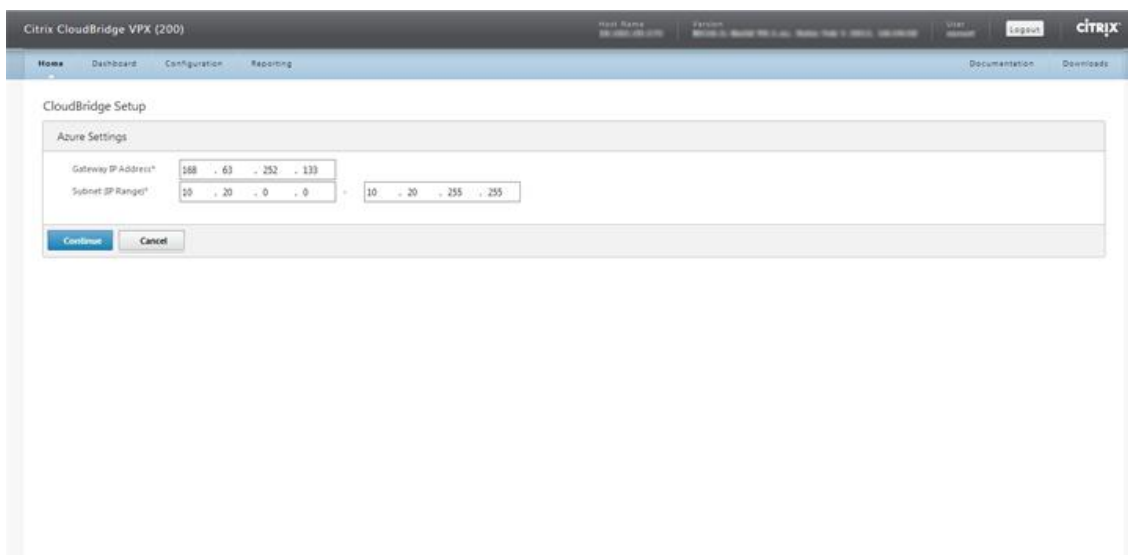 Citrix CloudBridge VPX (200)
Host Name
Version
User
Logout
CİTRIX
Home Dashboard Configuration Reporting Documentation Downloads
CloudBridge Setup
Azure Settings
Gateway IP Address* 168 . 63 . 252 . 133
Subnet (IP Range)* 10 . 20 . 0 . 0 - 10 . 20 . 255 . 255
Continue Cancel